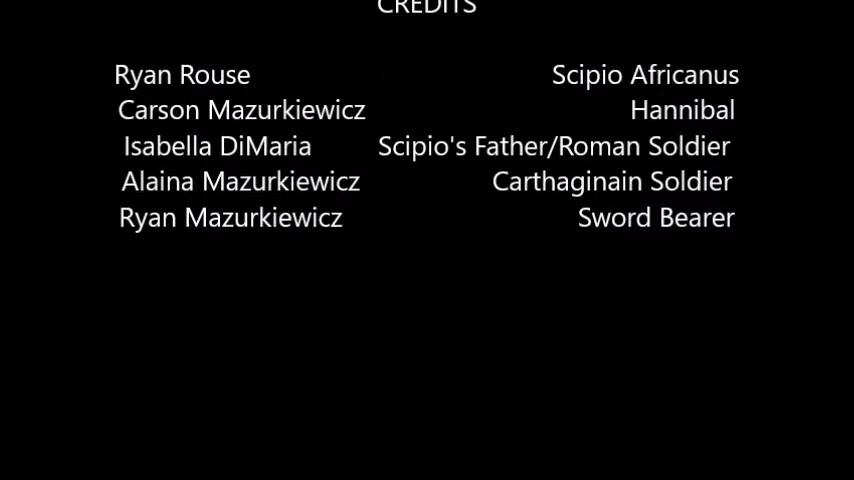 CREDITS
Ryan Rouse Scipio Africanus
Carson Mazurkiewicz Hannibal
Isabella DiMaria Scipio's Father/Roman Soldier
Alaina Mazurkiewicz Carthaginain Soldier
Ryan Mazurkiewicz Sword Bearer